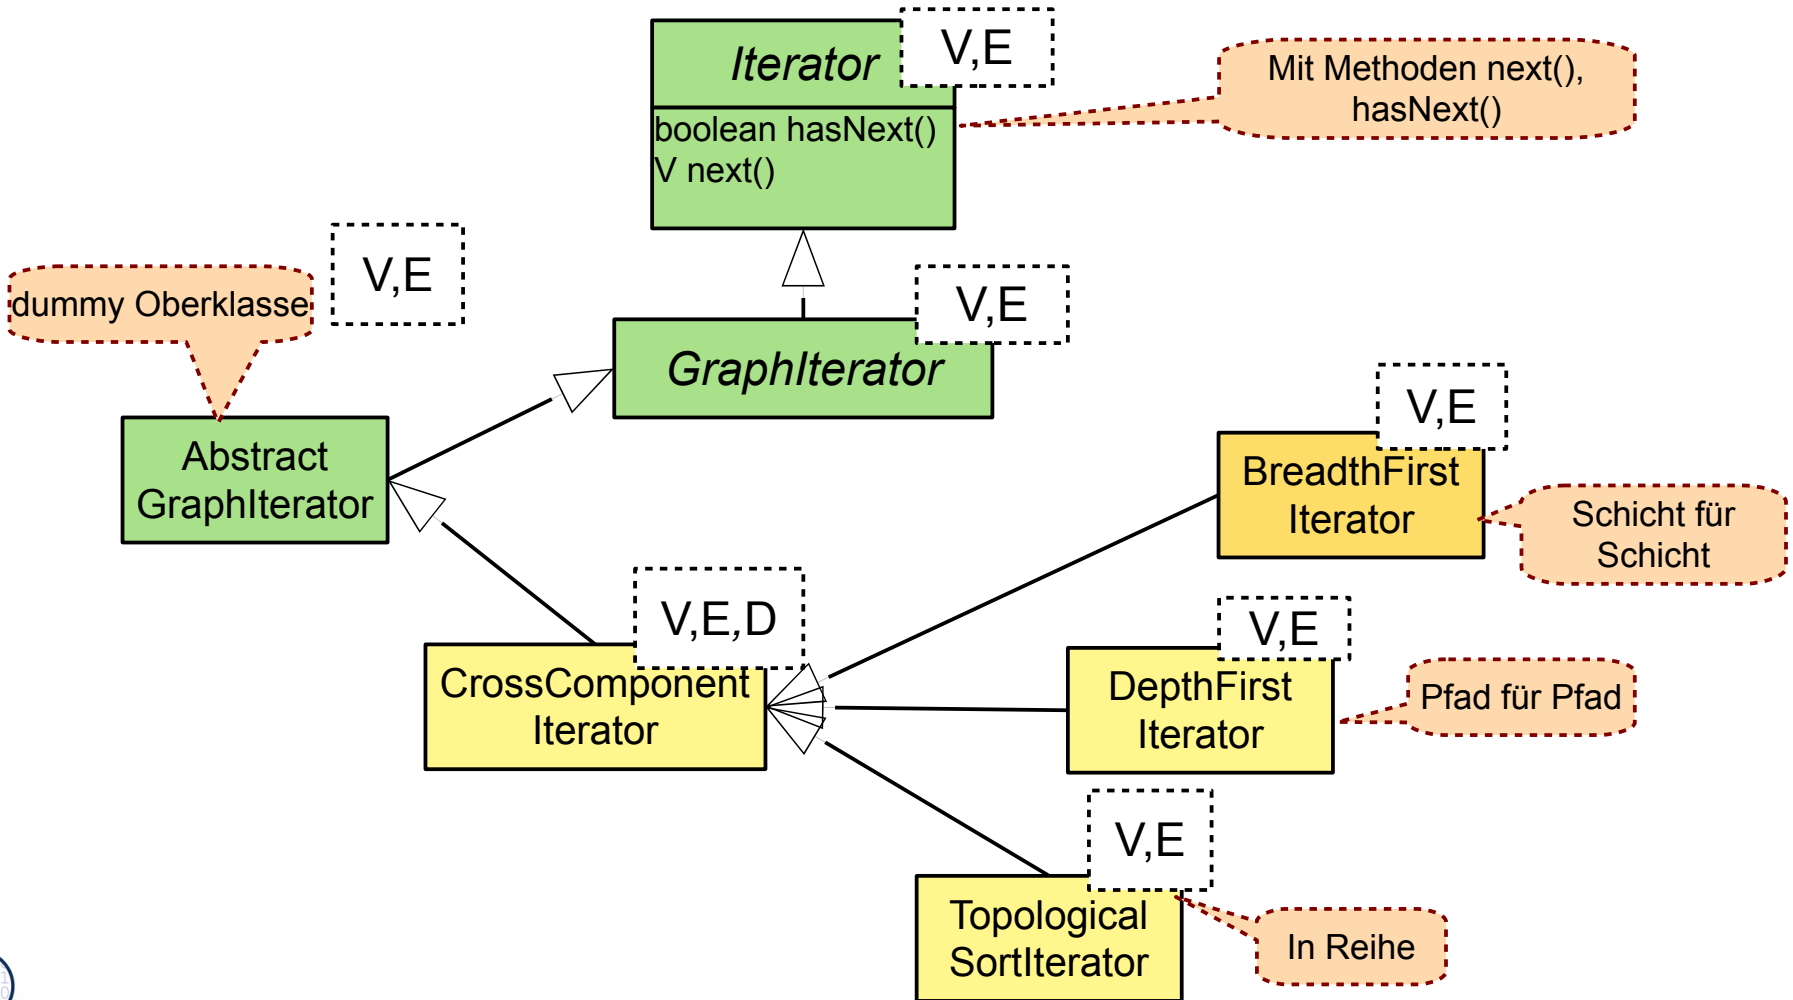 Iterator
V,E
boolean hasNext()
V next()
Mit Methoden next(),
hasNext()
V,E
dummy Oberklasse
V,E
GraphIterator
Abstract
GraphIterator
V,E
BreadthFirst
Iterator
Schicht für
Schicht
V,E,D
CrossComponent
Iterator
V,E
DepthFirst
Iterator
Pfad für Pfad
V,E
Topological
SortIterator
In Reihe